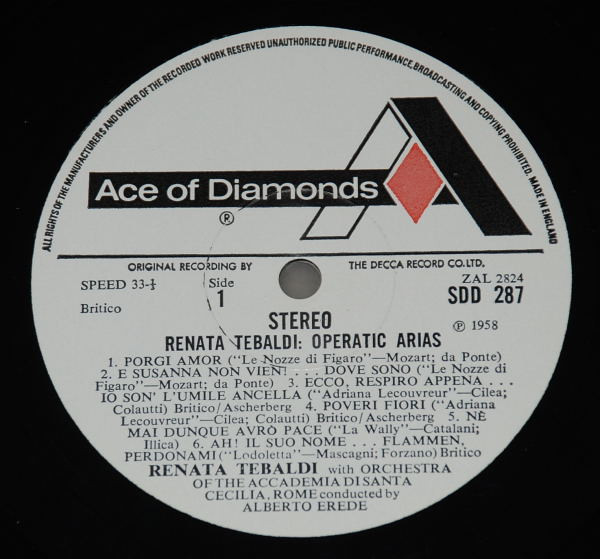 ALL RIGHTS OF THE MANUFACTURERS AND OWNER OF THE RECORDED WORK RESERVED UNAUTHORIZED PUBLIC PERFORMANCE, BROADCASTING AND COPYING PROHIBITED. MADE IN ENGLAND
Ace of Diamonds
®
ORIGINAL RECORDING BY THE DECCA RECORD CO. LTD.
SPEED 33-⅓ Side ZAL 2824
1 SDD 287
Britico
STEREO ℗ 1958
RENATA TEBALDI: OPERATIC ARIAS
1. PORGI AMOR ("Le Nozze di Figaro"—Mozart; da Ponte)
2. E SUSANNA NON VIEN! . . . DOVE SONO ("Le Nozze di
Figaro"—Mozart; da Ponte) 3. ECCO, RESPIRO APPENA . . .
IO SON' L'UMILE ANCELLA ("Adriana Lecouvreur"—Cilea;
Colautti) Britico/Ascherberg 4. POVERI FIORI ("Adriana
Lecouvreur"—Cilea; Colautti) Britico/Ascherberg 5. NÈ
MAI DUNQUE AVRÒ PACE ("La Wally"—Catalani;
Illica) 6. AH! IL SUO NOME . . . FLAMMEN,
PERDONAMI ("Lodoletta"—Mascagni; Forzano) Britico
RENATA TEBALDI with ORCHESTRA
OF THE ACCADEMIA DI SANTA
CECILIA, ROME conducted by
ALBERTO EREDE